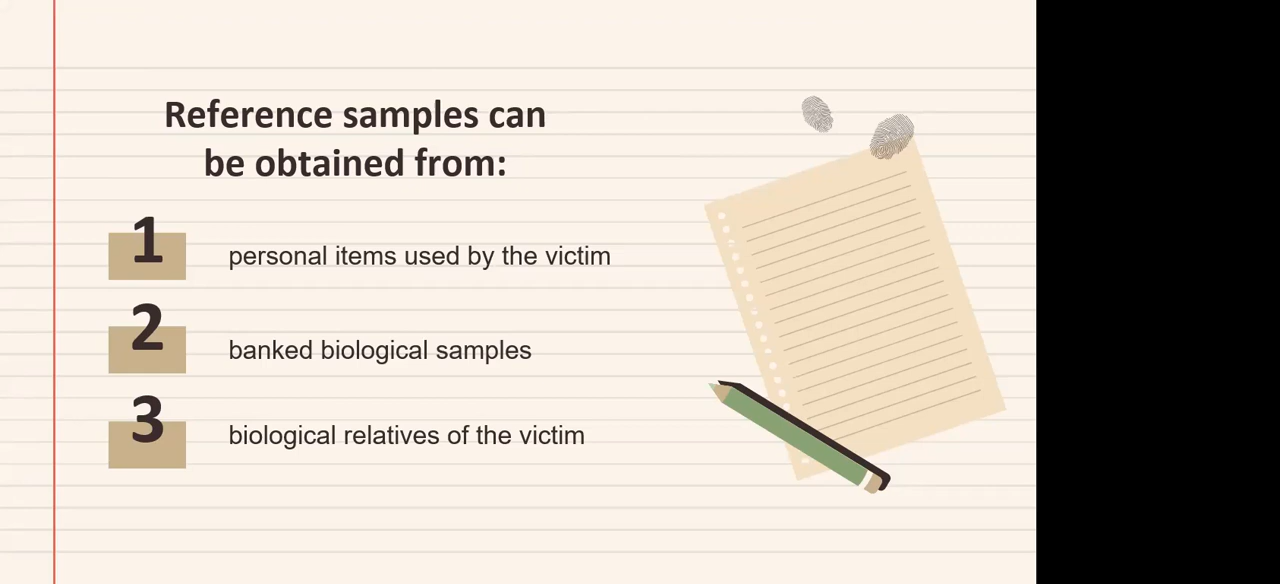 Reference samples can
be obtained from:
1 personal items used by the victim
2 banked biological samples
3 biological relatives of the victim